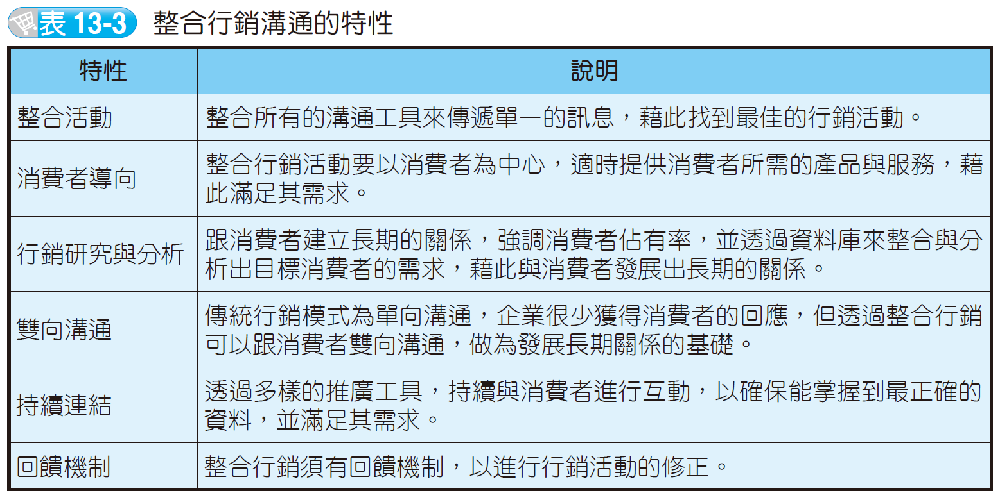 表 13-3 整合行銷溝通的特性
特性 說明
整合活動 整合所有的溝通工具來傳遞單一的訊息，藉此找到最佳的行銷活動。
消費者導向 整合行銷活動要以消費者為中心，適時提供消費者所需的產品與服務，藉
此滿足其需求。
行銷研究與分析 跟消費者建立長期的關係，強調消費者佔有率，並透過資料庫來整合與分
析出目標消費者的需求，藉此與消費者發展出長期的關係。
雙向溝通 傳統行銷模式為單向溝通，企業很少獲得消費者的回應，但透過整合行銷
可以跟消費者雙向溝通，做為發展長期關係的基礎。
持續連結 透過多樣的推廣工具，持續與消費者進行互動，以確保能掌握到最正確的
資料，並滿足其需求。
回饋機制 整合行銷須有回饋機制，以進行行銷活動的修正。